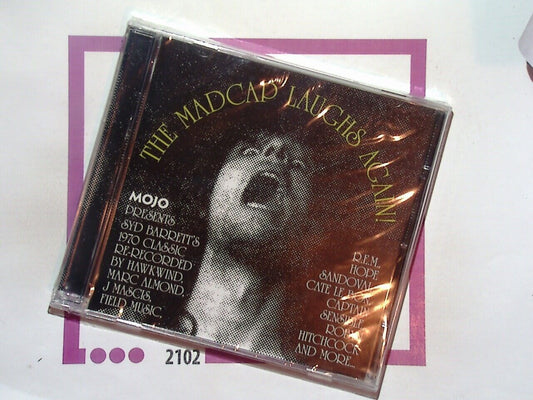 THE MADCAP LAUGHS AGAIN!
MOJO
PRESENTS
SYD BARRETT'S
1970 CLASSIC
RE-RECORDED
BY HAWKWIND,
MARC ALMOND,
J MASCIS,
FIELD MUSIC,
R.E.M.
HOPE
SANDOVAL,
CATE LE BON,
CAPTAIN
SENSIBLE,
ROBYN
HITCHCOCK
AND MORE...
2102